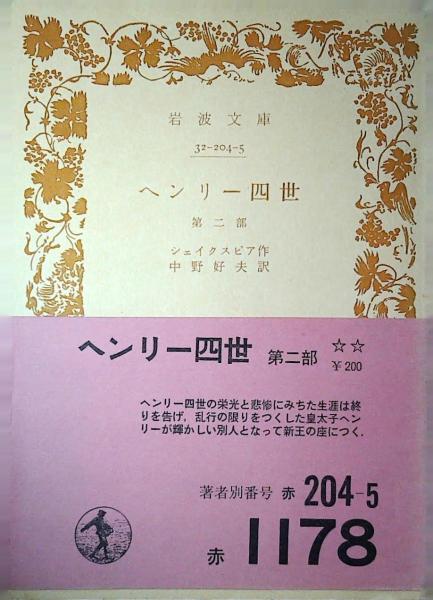 岩波文庫
32-204-5
ヘンリー四世
第二部
シェイクスピア作
中野好夫訳
ヘンリー四世 第二部 ☆☆
¥200
ヘンリー四世の栄光と悲惨にみちた生涯は終
りを告げ，乱行の限りをつくした皇太子ヘン
リーが輝かしい別人となって新王の座につく．
著者別番号 赤 204-5
赤 1178